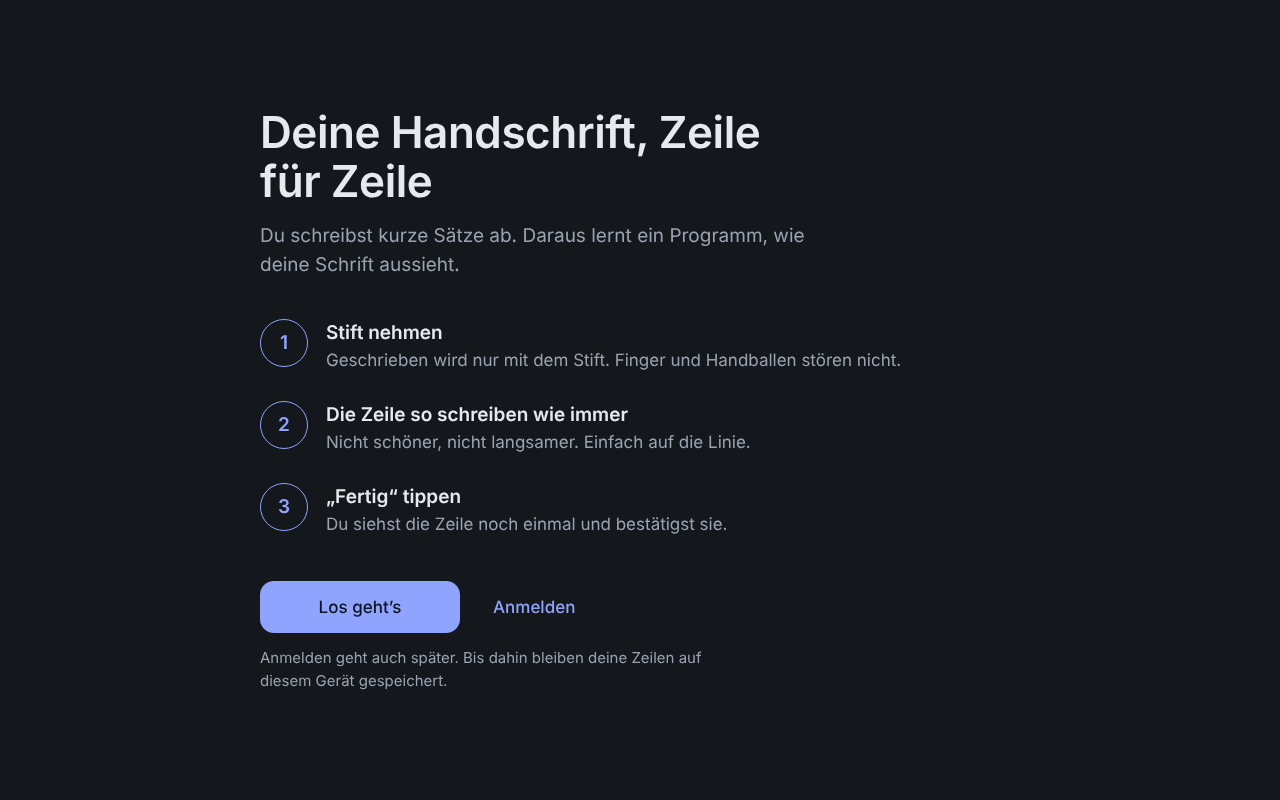 Deine Handschrift, Zeile
für Zeile
Du schreibst kurze Sätze ab. Daraus lernt ein Programm, wie
deine Schrift aussieht.
1
Stift nehmen
Geschrieben wird nur mit dem Stift. Finger und Handballen stören nicht.
2
Die Zeile so schreiben wie immer
Nicht schöner, nicht langsamer. Einfach auf die Linie.
3
„Fertig“ tippen
Du siehst die Zeile noch einmal und bestätigst sie.
Los geht’s
Anmelden
Anmelden geht auch später. Bis dahin bleiben deine Zeilen auf
diesem Gerät gespeichert.